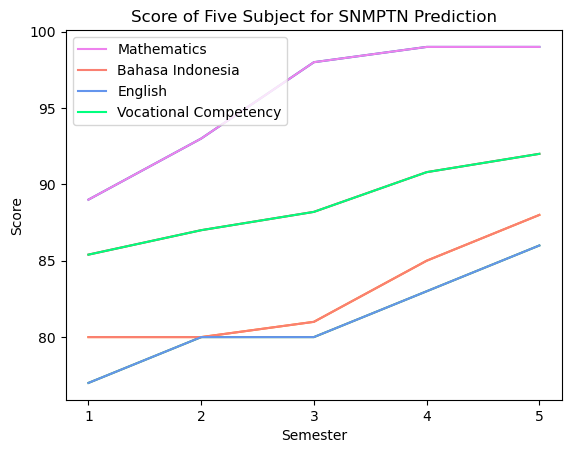 Score of Five Subject for SNMPTN Prediction
Mathematics
Bahasa Indonesia
English
Vocational Competency
100
95
90
85
80
Score
1 2 3 4 5
Semester